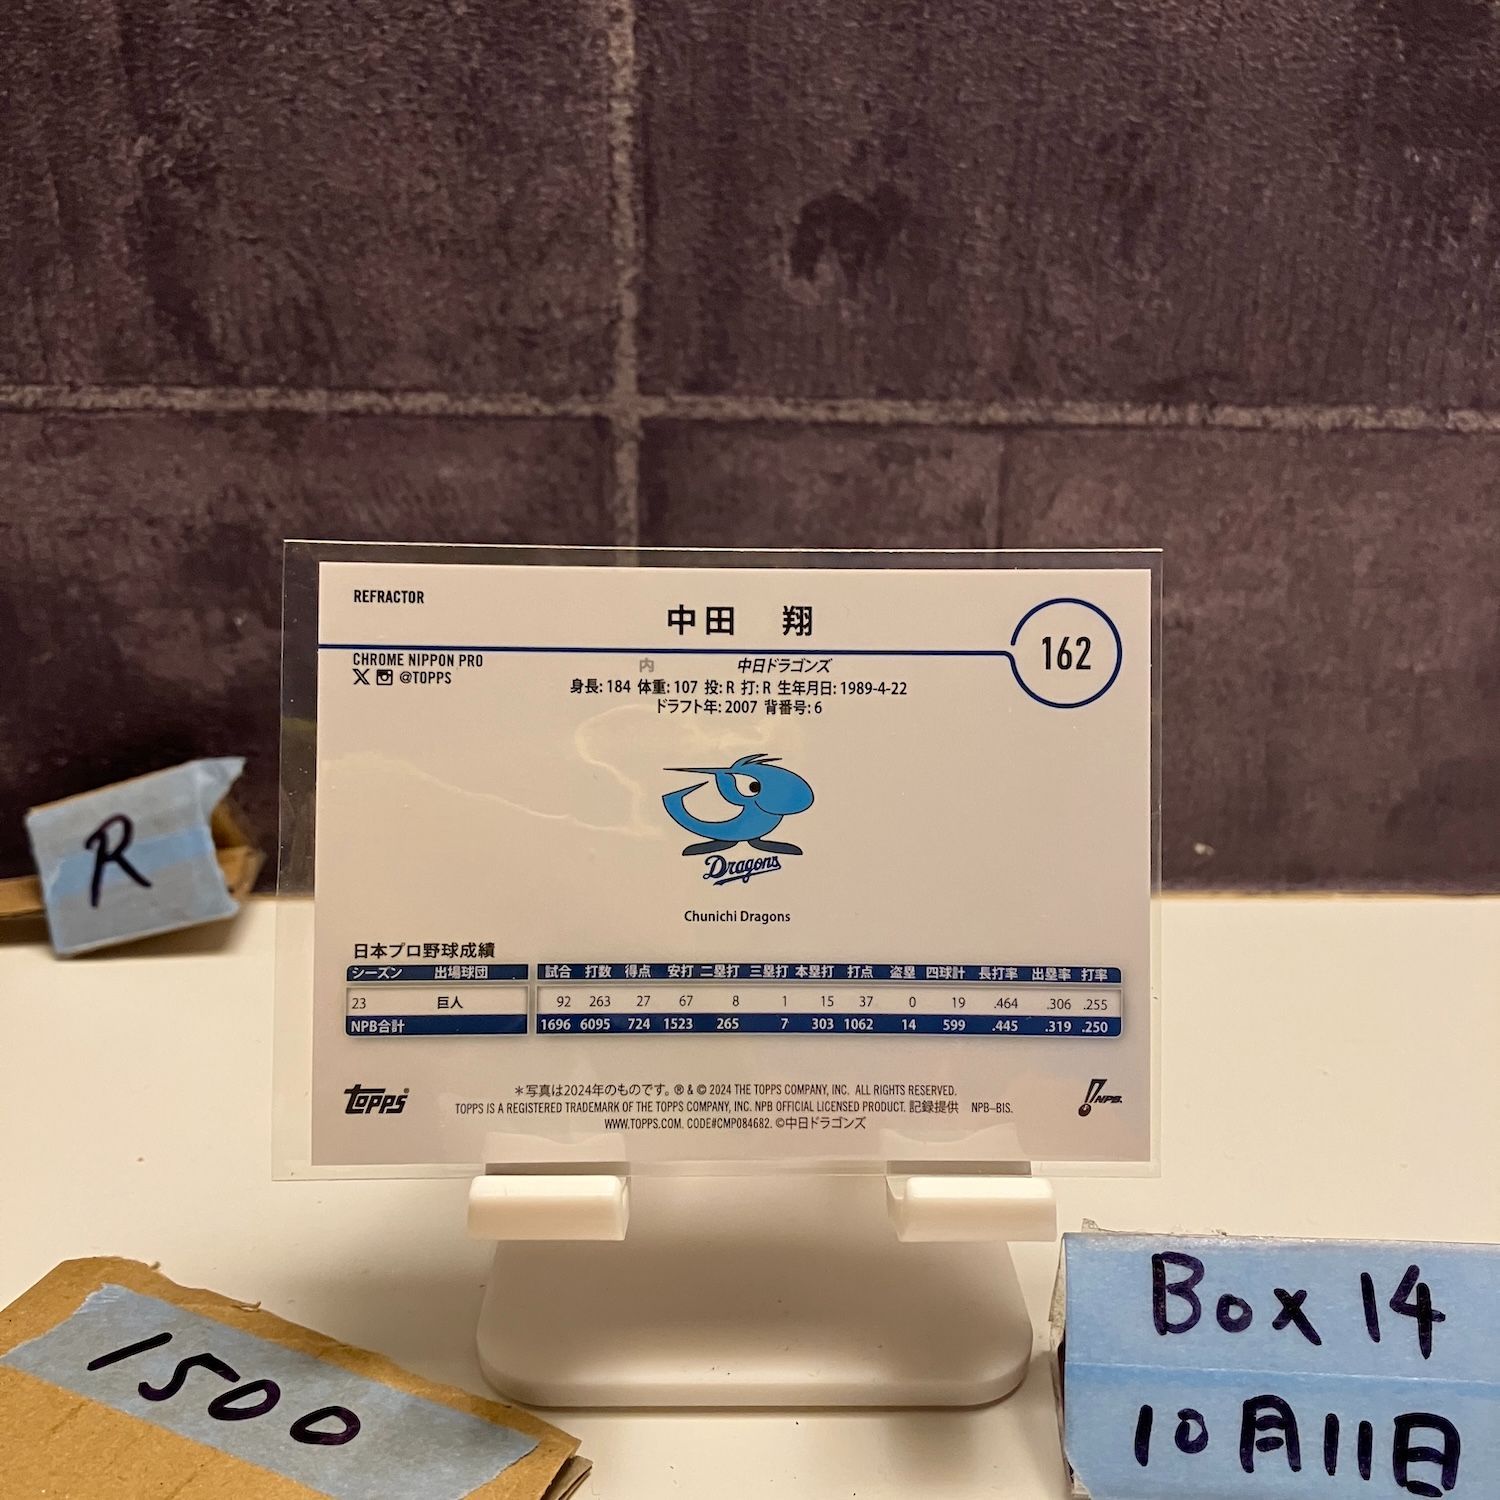 REFRACTOR
中田 翔
162
CHROME NIPPON PRO
内 中日ドラゴンズ
@TOPPS
身長: 184 体重: 107 投: R 打: R 生年月日: 1989-4-22
ドラフト年: 2007 背番号: 6
R
Dragons
Chunichi Dragons
日本プロ野球成績
シーズン 出場球団 試合 打数 得点 安打 二塁打 三塁打 本塁打 打点 盗塁 四球計 長打率 出塁率 打率
23 巨人 92 263 27 67 8 1 15 37 0 19 .464 .306 .255
NPB合計 1696 6095 724 1523 265 7 303 1062 14 599 .445 .319 .250
topps®
＊写真は2024年のものです。 ® & © 2024 THE TOPPS COMPANY, INC. ALL RIGHTS RESERVED.
TOPPS IS A REGISTERED TRADEMARK OF THE TOPPS COMPANY, INC. NPB OFFICIAL LICENSED PRODUCT. 記録提供 NPB-BIS.
WWW.TOPPS.COM. CODE#CMP084682. ©中日ドラゴンズ
NPB.
1500
Box 14
10月11日